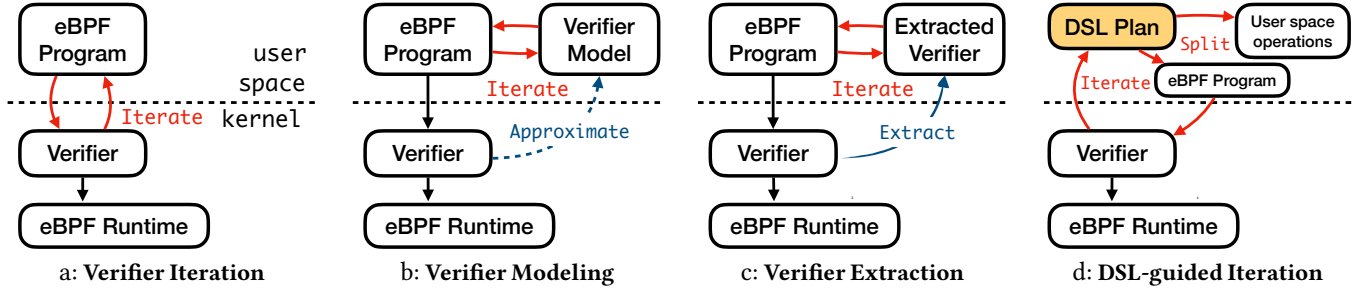 eBPF
Program
user
space
kernel
Iterate
Verifier
eBPF Runtime
a: Verifier Iteration
eBPF
Program
Verifier
Model
Iterate
Approximate
Verifier
eBPF Runtime
b: Verifier Modeling
eBPF
Program
Extracted
Verifier
Iterate
Extract
Verifier
eBPF Runtime
c: Verifier Extraction
DSL Plan
User space
operations
Split
Iterate
eBPF Program
Verifier
eBPF Runtime
d: DSL-guided Iteration